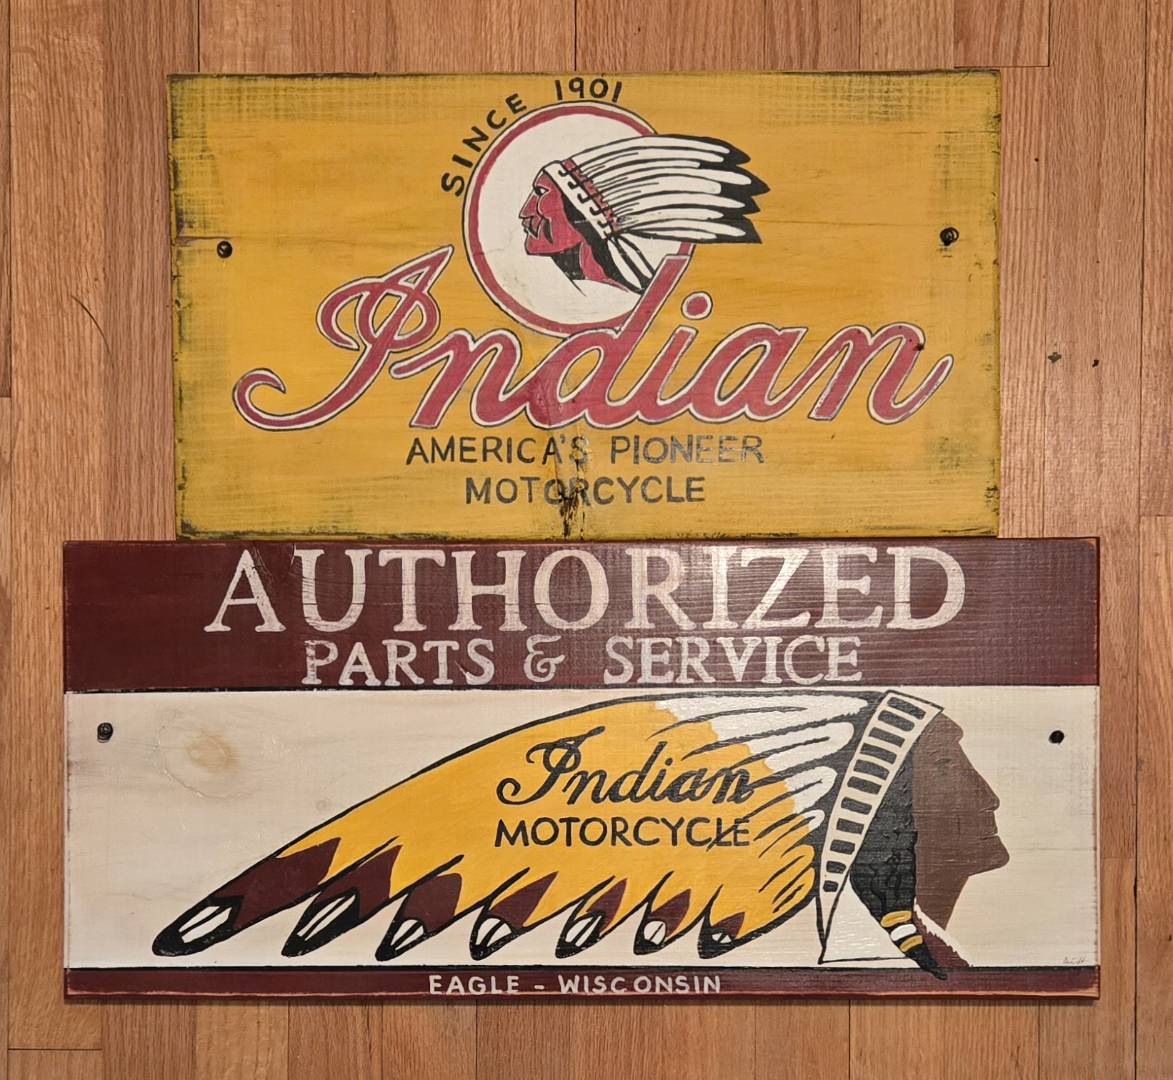 SINCE 1901
Indian
AMERICA'S PIONEER
MOTORCYCLE
AUTHORIZED
PARTS & SERVICE
Indian
MOTORCYCLE
EAGLE - WISCONSIN